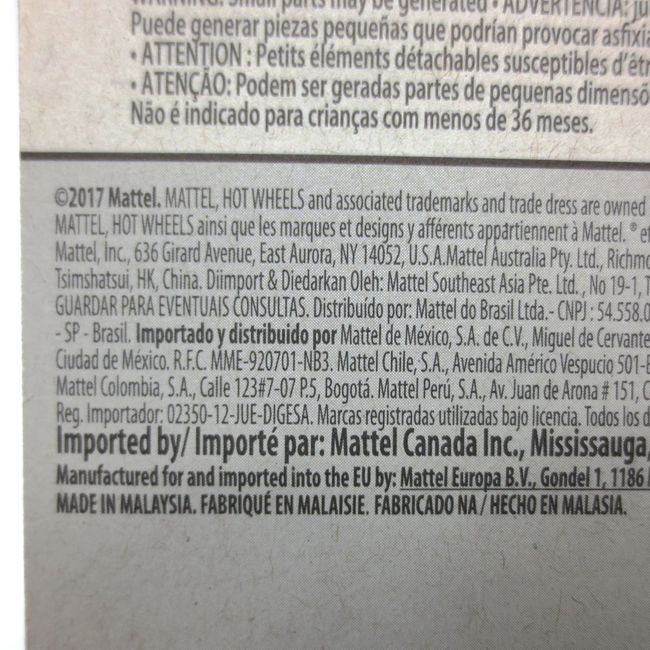 WARNING: Small parts may be generated • ADVERTENCIA: ju
Puede generar piezas pequeñas que podrían provocar asfixia
• ATTENTION : Petits éléments détachables susceptibles d'êtr
• ATENÇÃO: Podem ser geradas partes de pequenas dimensõ
Não é indicado para crianças com menos de 36 meses.
©2017 Mattel. MATTEL, HOT WHEELS and associated trademarks and trade dress are owned
MATTEL, HOT WHEELS ainsi que les marques et designs y afférents appartiennent à Mattel. ® et
Mattel, Inc., 636 Girard Avenue, East Aurora, NY 14052, U.S.A.Mattel Australia Pty. Ltd., Richmo
Tsimshatsui, HK, China. Diimport & Diedarkan Oleh: Mattel Southeast Asia Pte. Ltd. , No 19-1, T
GUARDAR PARA EVENTUAIS CONSULTAS. Distribuído por: Mattel do Brasil Ltda.- CNPJ : 54.558.0
- SP - Brasil. Importado y distribuido por Mattel de México, S.A. de C.V., Miguel de Cervante
Ciudad de México. R.F.C. MME-920701-NB3. Mattel Chile, S.A., Avenida Américo Vespucio 501-B
Mattel Colombia, S.A., Calle 123#7-07 P.5, Bogotá. Mattel Perú, S.A., Av. Juan de Arona # 151, C
Reg. Importador: 02350-12-JUE-DIGESA. Marcas registradas utilizadas bajo licencia. Todos los d
Imported by/ Importé par: Mattel Canada Inc., Mississauga,
Manufactured for and imported into the EU by: Mattel Europa B.V., Gondel 1, 1186
MADE IN MALAYSIA. FABRIQUÉ EN MALAISIE. FABRICADO NA / HECHO EN MALASIA.